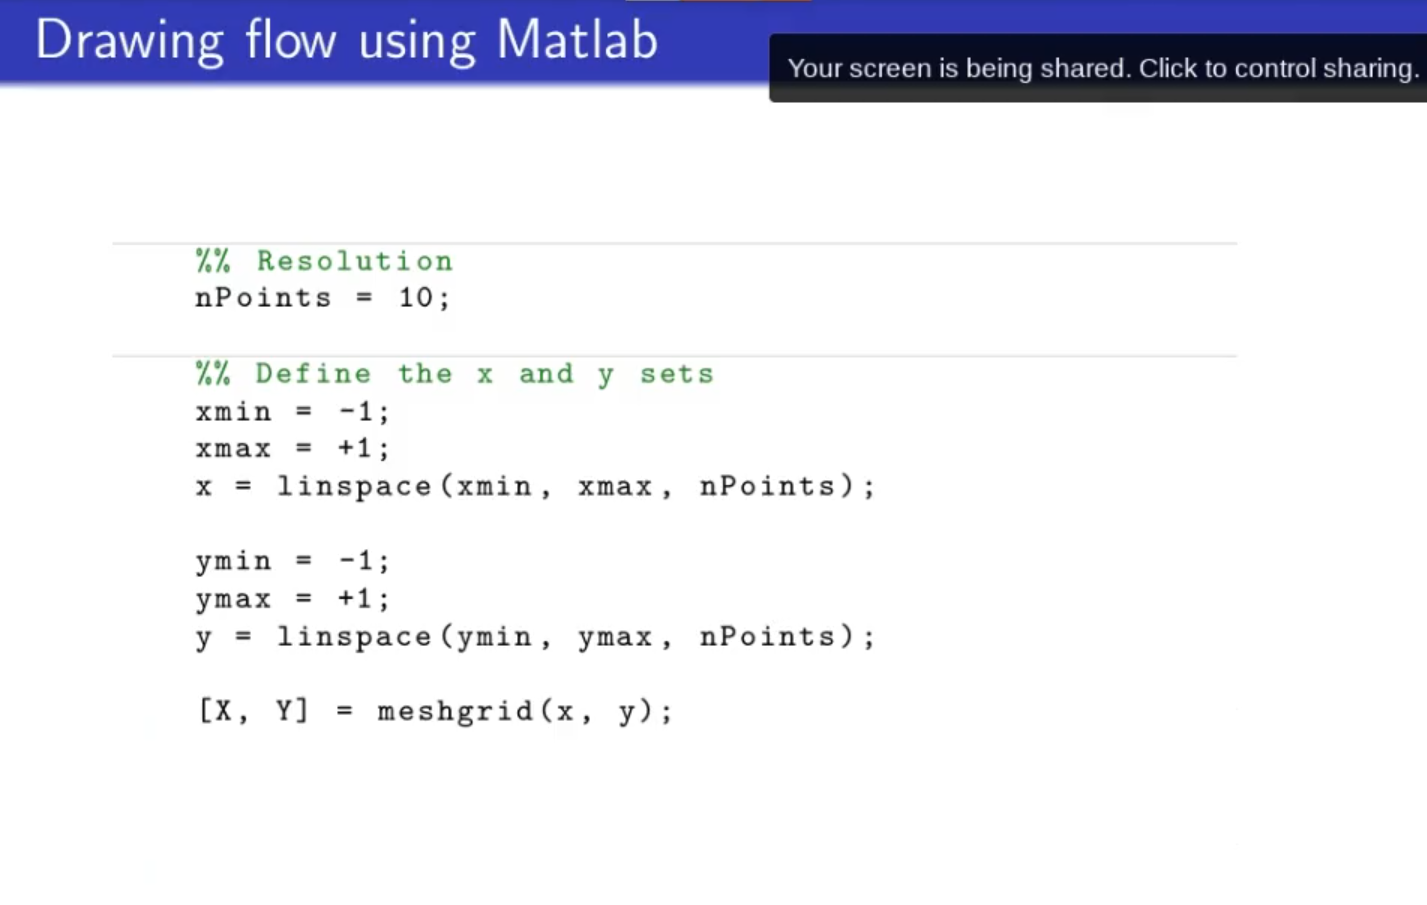 Drawing flow using Matlab
Your screen is being shared. Click to control sharing.
%% Resolution
nPoints = 10;
%% Define the x and y sets
xmin = -1;
xmax = +1;
x = linspace(xmin, xmax, nPoints);
ymin = -1;
ymax = +1;
y = linspace(ymin, ymax, nPoints);
[X, Y] = meshgrid(x, y);